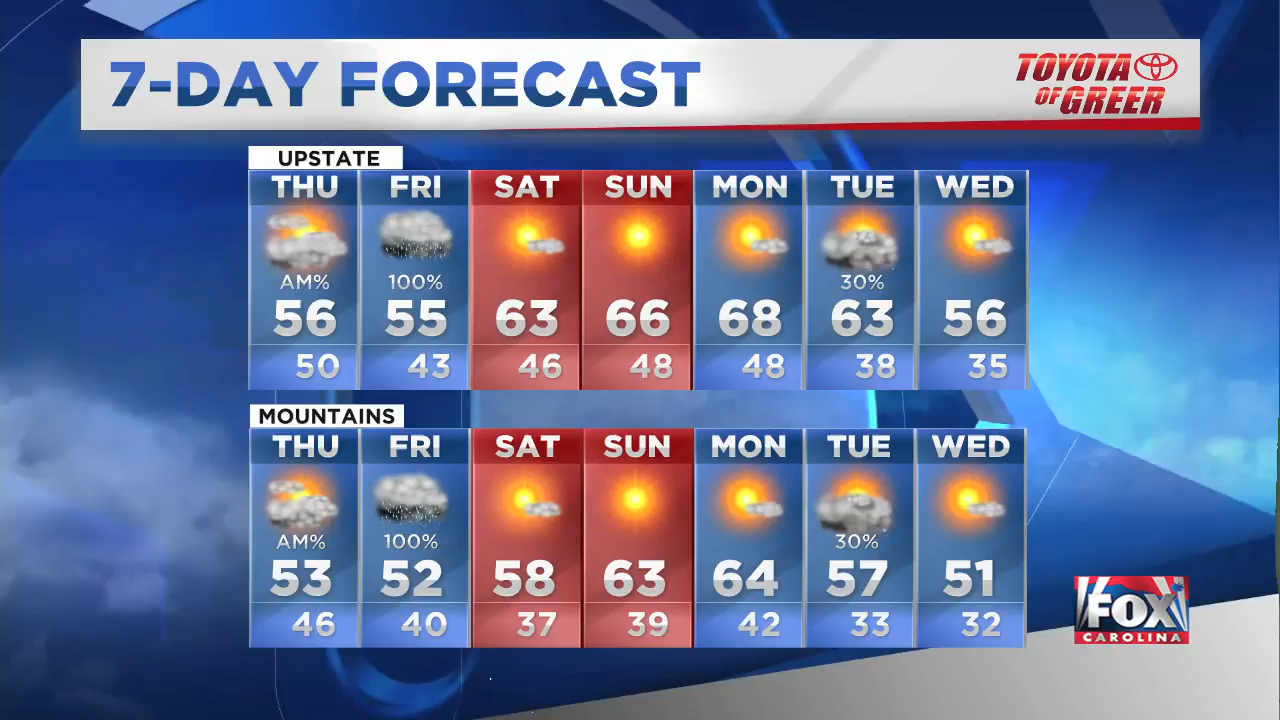 7-DAY FORECAST
TOYOTA
OF GREER
UPSTATE
THU FRI SAT SUN MON TUE WED
AM% 100% 30%
56 55 63 66 68 63 56
50 43 46 48 48 38 35
MOUNTAINS
THU FRI SAT SUN MON TUE WED
AM% 100% 30%
53 52 58 63 64 57 51
46 40 37 39 42 33 32
FOX
CAROLINA